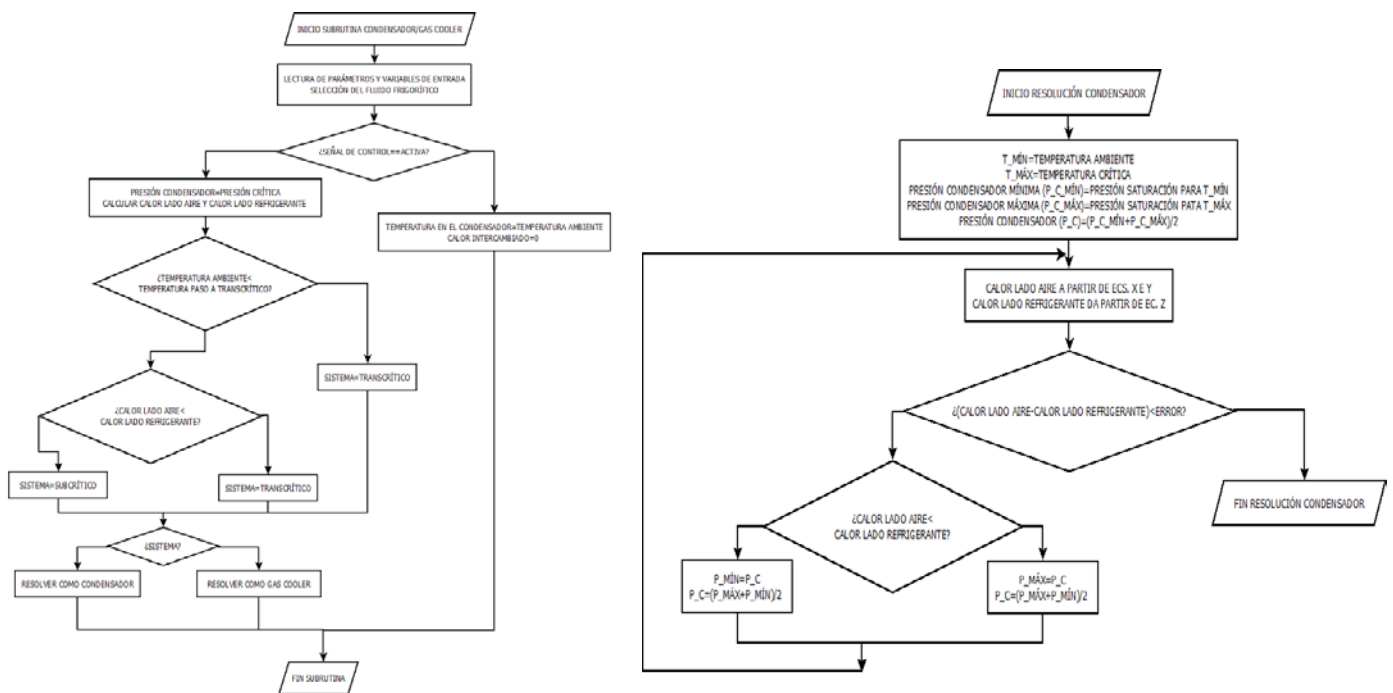 INICIO SUBRUTINA CONDENSADOR/GAS COOLER
LECTURA DE PARÁMETROS Y VARIABLES DE ENTRADA
SELECCIÓN DEL FLUIDO FRIGORÍFICO
¿SEÑAL DE CONTROL==ACTIVA?
PRESIÓN CONDENSADOR=PRESIÓN CRÍTICA
CALCULAR CALOR LADO AIRE Y CALOR LADO REFRIGERANTE
TEMPERATURA EN EL CONDENSADOR=TEMPERATURA AMBIENTE
CALOR INTERCAMBIADO=0
¿TEMPERATURA AMBIENTE<
TEMPERATURA PASO A TRANSCRÍTICO?
SISTEMA=TRANSCRÍTICO
¿CALOR LADO AIRE<
CALOR LADO REFRIGERANTE?
SISTEMA=SUBCRÍTICO
SISTEMA=TRANSCRÍTICO
¿SISTEMA?
RESOLVER COMO CONDENSADOR
RESOLVER COMO GAS COOLER
FIN SUBRUTINA
INICIO RESOLUCIÓN CONDENSADOR
T_MÍN=TEMPERATURA AMBIENTE
T_MÁX=TEMPERATURA CRÍTICA
PRESIÓN CONDENSADOR MÍNIMA (P_C_MÍN)=PRESIÓN SATURACIÓN PARA T_MÍN
PRESIÓN CONDENSADOR MÁXIMA (P_C_MÁX)=PRESIÓN SATURACIÓN PATA T_MÁX
PRESIÓN CONDENSADOR (P_C)=(P_C_MÍN+P_C_MÁX)/2
CALOR LADO AIRE A PARTIR DE ECS. X E Y
CALOR LADO REFRIGERANTE DA PARTIR DE EC. Z
¿(CALOR LADO AIRE-CALOR LADO REFRIGERANTE)<ERROR?
FIN RESOLUCIÓN CONDENSADOR
¿CALOR LADO AIRE<
CALOR LADO REFRIGERANTE?
P_MÍN=P_C
P_C=(P_MÁX+P_MÍN)/2
P_MÁX=P_C
P_C=(P_MÁX+P_MÍN)/2